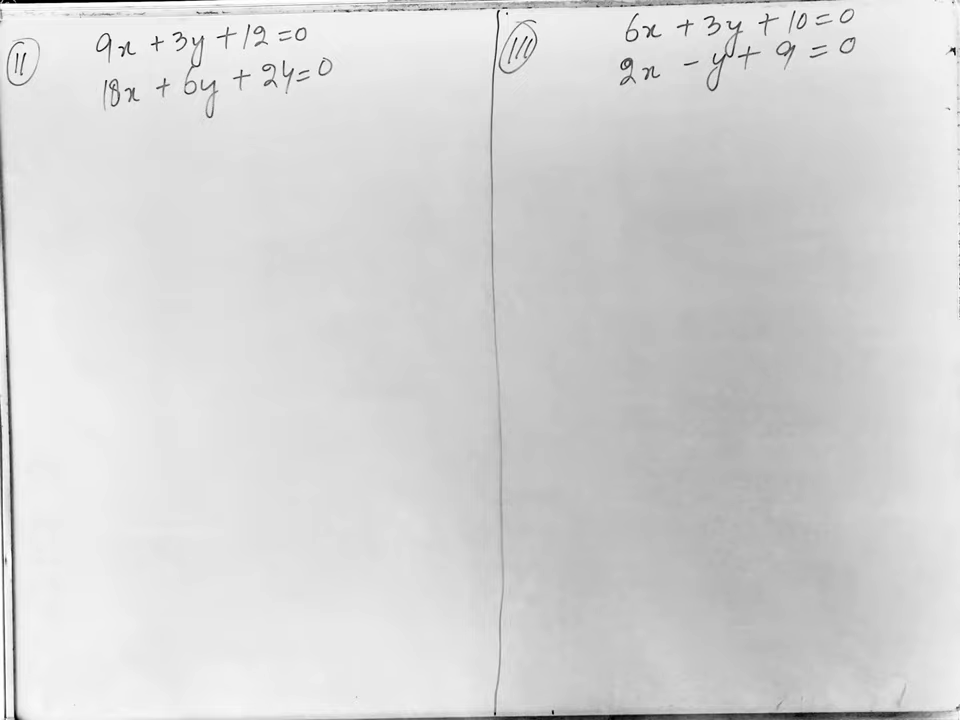 (II) 9x + 3y + 12 = 0
18x + 6y + 24 = 0
(III) 6x + 3y + 10 = 0
2x - y + 9 = 0